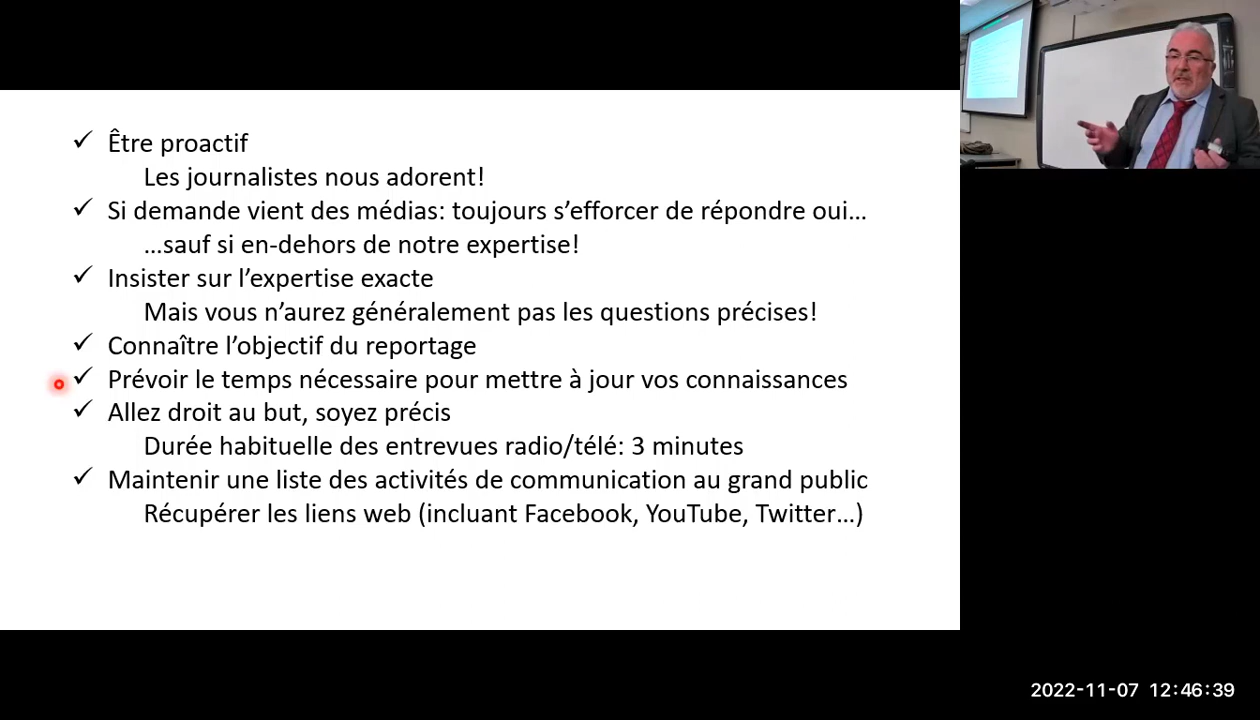 Être proactif
Les journalistes nous adorent!
Si demande vient des médias: toujours s’efforcer de répondre oui…
…sauf si en-dehors de notre expertise!
Insister sur l’expertise exacte
Mais vous n’aurez généralement pas les questions précises!
Connaître l’objectif du reportage
Prévoir le temps nécessaire pour mettre à jour vos connaissances
Allez droit au but, soyez précis
Durée habituelle des entrevues radio/télé: 3 minutes
Maintenir une liste des activités de communication au grand public
Récupérer les liens web (incluant Facebook, YouTube, Twitter…)
2022-11-07 12:46:39